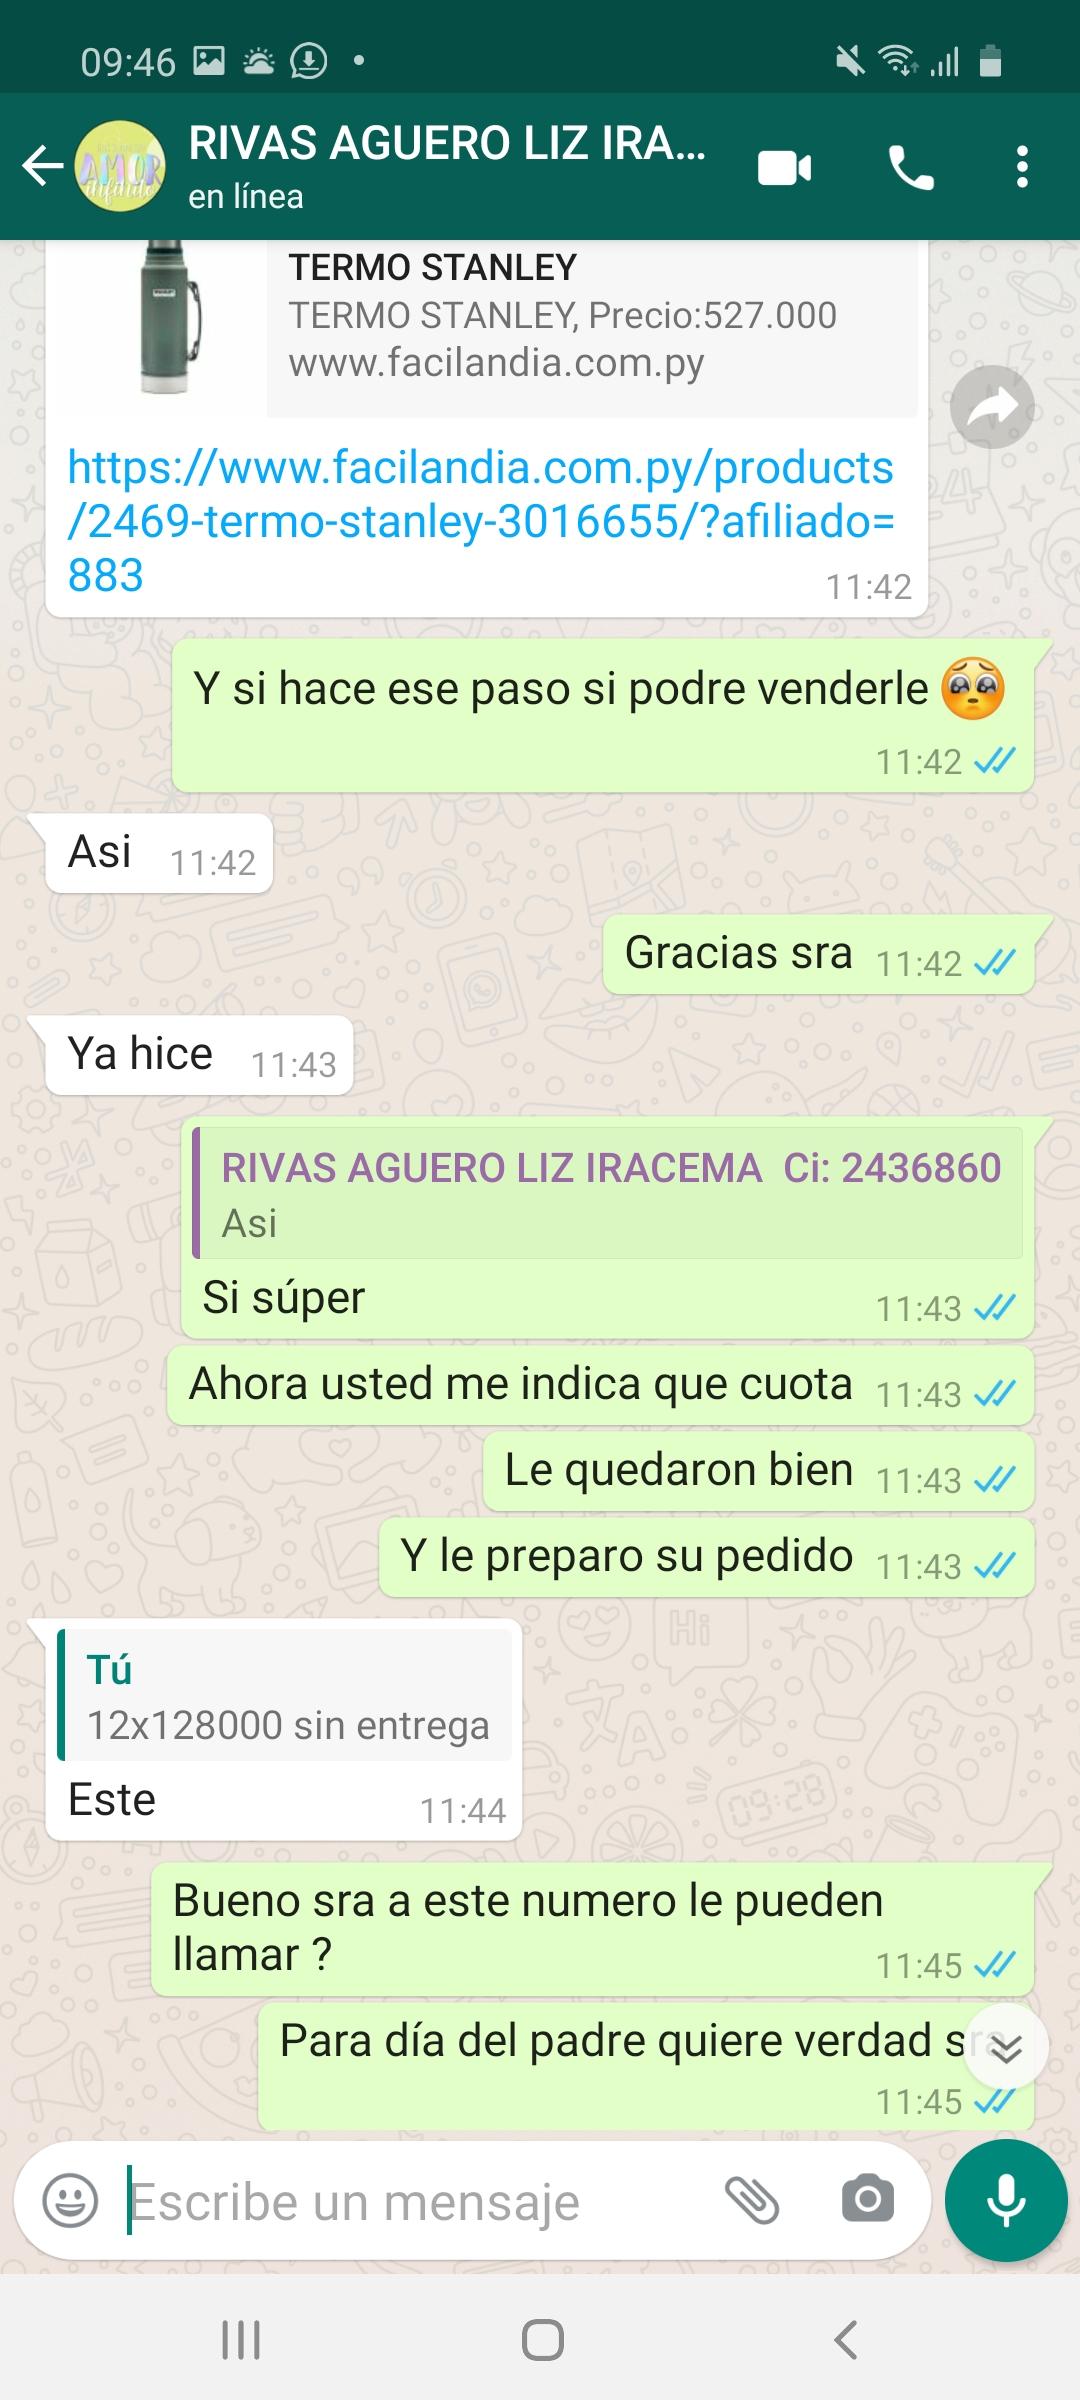 09:46
RIVAS AGUERO LIZ IRA...
en línea
AMOR
infinito
TERMO STANLEY
TERMO STANLEY, Precio:527.000
www.facilandia.com.py
https://www.facilandia.com.py/products
/2469-termo-stanley-3016655/?afiliado=
883
11:42
Y si hace ese paso si podre venderle 🥺
11:42
Asi 11:42
Gracias sra 11:42
Ya hice 11:43
RIVAS AGUERO LIZ IRACEMA Ci: 2436860
Asi
Si súper 11:43
Ahora usted me indica que cuota 11:43
Le quedaron bien 11:43
Y le preparo su pedido 11:43
Tú
12x128000 sin entrega
Este 11:44
Bueno sra a este numero le pueden
llamar ? 11:45
Para día del padre quiere verdad sra
11:45
Escribe un mensaje